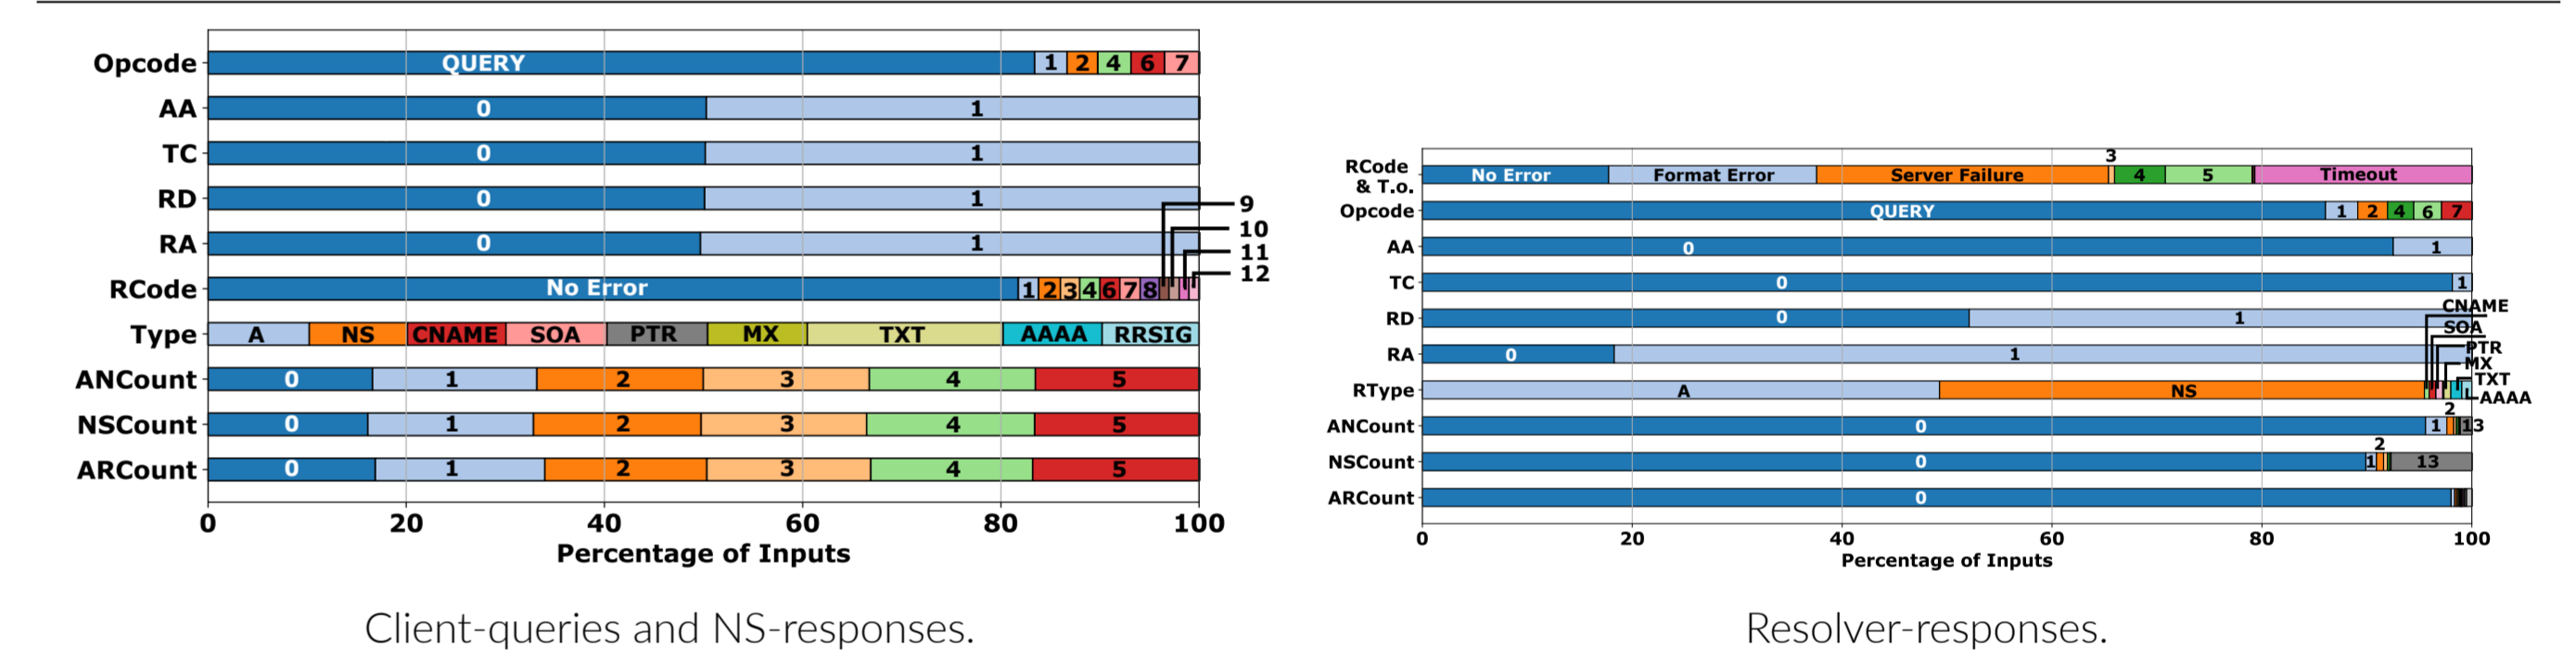 Opcode QUERY 1 2 4 6 7
AA 0 1
TC 0 1
RD 0 1
9
RA 0 1
10
11
12
RCode No Error 1 2 3 4 6 7 8
Type A NS CNAME SOA PTR MX TXT AAAA RRSIG
ANCount 0 1 2 3 4 5
NSCount 0 1 2 3 4 5
ARCount 0 1 2 3 4 5
0 20 40 60 80 100
Percentage of Inputs
Client-queries and NS-responses.
3
RCode
& T.o.
No Error Format Error Server Failure 4 5 Timeout
Opcode QUERY 1 2 4 6 7
AA 0 1
TC 0 1
CNAME
RD 0 1
SOA
PTR
RA 0 1
MX
TXT
RType A NS
AAAA
2
ANCount 0 1 13
2
NSCount 0 1 13
ARCount 0
0 20 40 60 80 100
Percentage of Inputs
Resolver-responses.